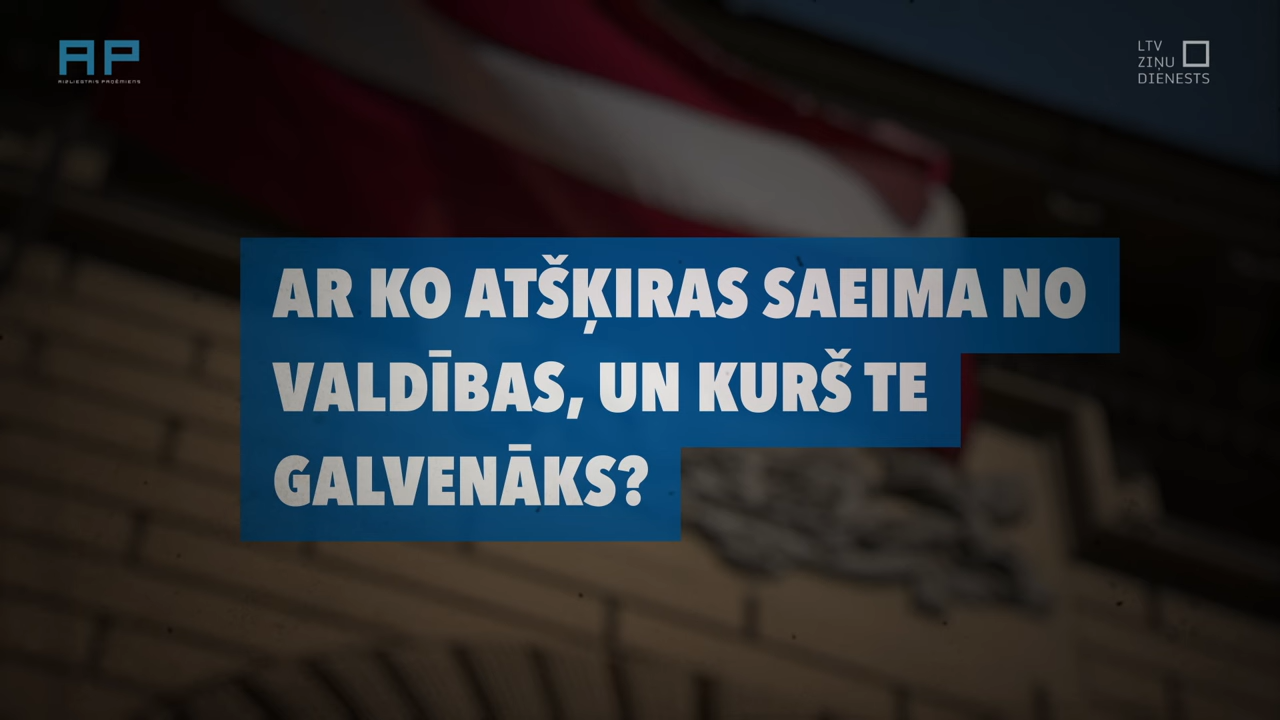 AP
AIZLIEGTAIS PAŅĒMIENS
LTV
ZIŅU
DIENESTS
AR KO ATŠĶIRAS SAEIMA NO
VALDĪBAS, UN KURŠ TE
GALVENĀKS?